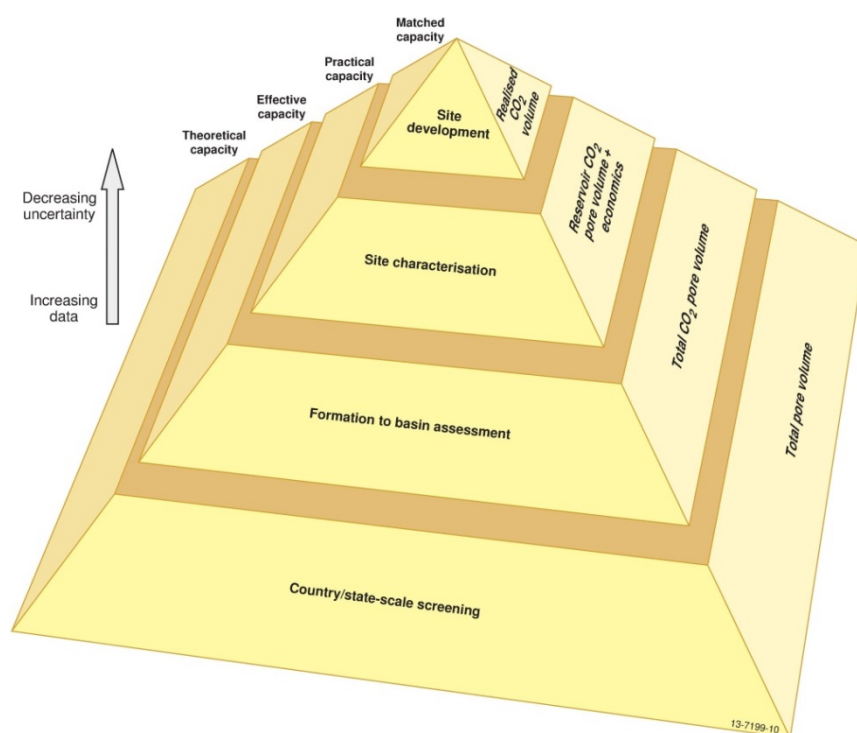 Matched
capacity
Practical
capacity
Effective
capacity
Theoretical
capacity
Decreasing
uncertainty
Increasing
data
Site
development
Realised
CO₂
volume
Site characterisation
Reservoir CO₂
pore volume +
economics
Formation to basin assessment
Total CO₂ pore volume
Country/state-scale screening
Total pore volume
13-7199-10